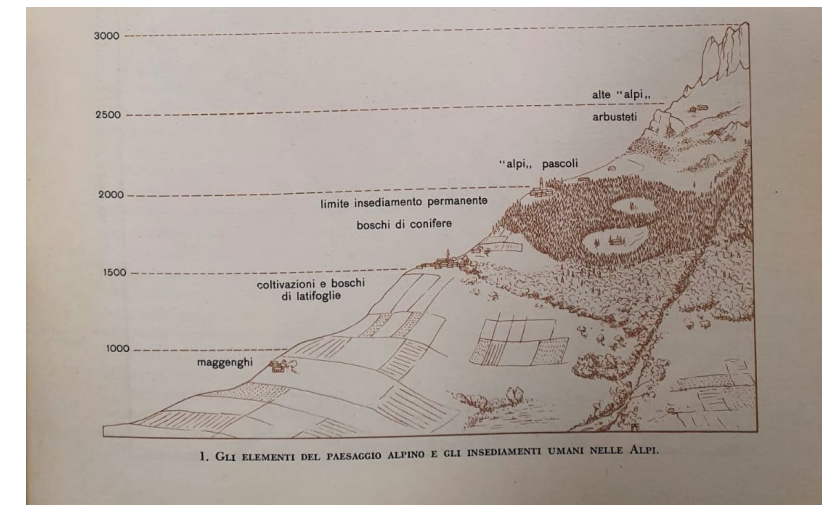 3000
alte "alpi„
2500
arbusteti
"alpi„ pascoli
2000
limite insediamento permanente
boschi di conifere
1500
coltivazioni e boschi
di latifoglie
1000
maggenghi
1. GLI ELEMENTI DEL PAESAGGIO ALPINO E GLI INSEDIAMENTI UMANI NELLE ALPI.